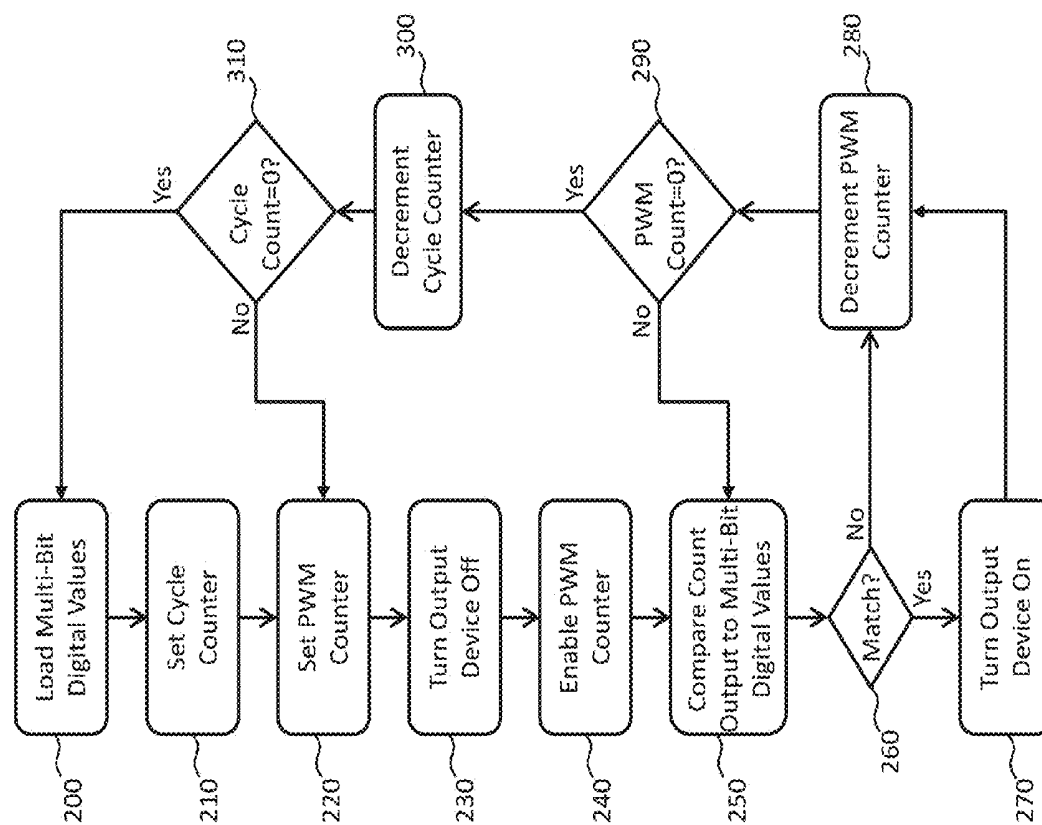 200
Load Multi-Bit
Digital Values
210
Set Cycle
Counter
220
Set PWM
Counter
230
Turn Output
Device Off
240
Enable PWM
Counter
250
Compare Count
Output to Multi-Bit
Digital Values
260
Match?
No
Yes
270
Turn Output
Device On
280
Decrement PWM
Counter
290
PWM
Count=0?
No
Yes
300
Decrement
Cycle Counter
310
Cycle
Count=0?
No
Yes